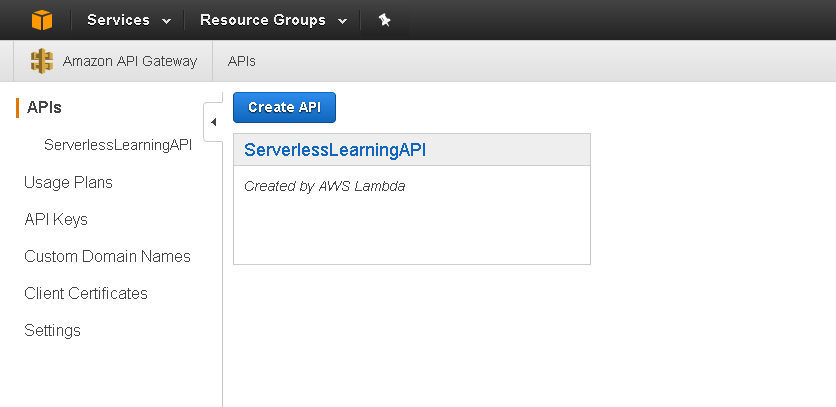 Services Resource Groups
Amazon API Gateway APIs
APIs
ServerlessLearningAPI
Usage Plans
API Keys
Custom Domain Names
Client Certificates
Settings
Create API
ServerlessLearningAPI
Created by AWS Lambda